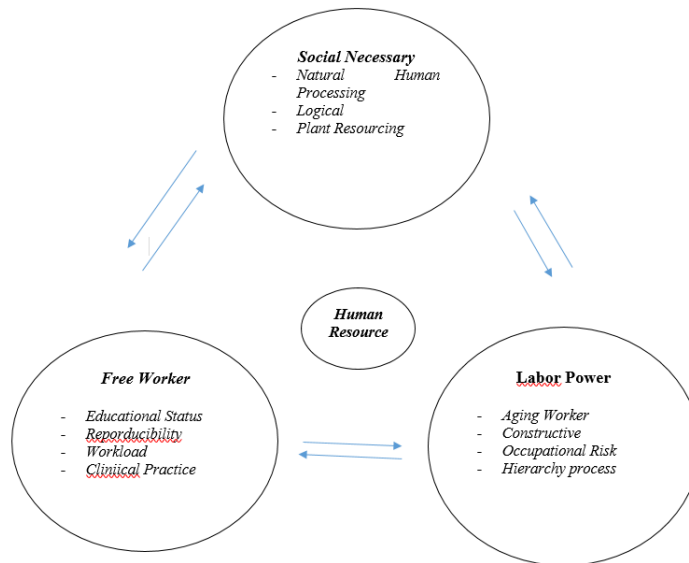 Social Necessary
- Natural Human
Processing
- Logical
- Plant Resourcing
Human
Resource
Free Worker
- Educational Status
- Reporducibility
- Workload
- Cliniical Practice
Labor Power
- Aging Worker
- Constructive
- Occupational Risk
- Hierarchy process